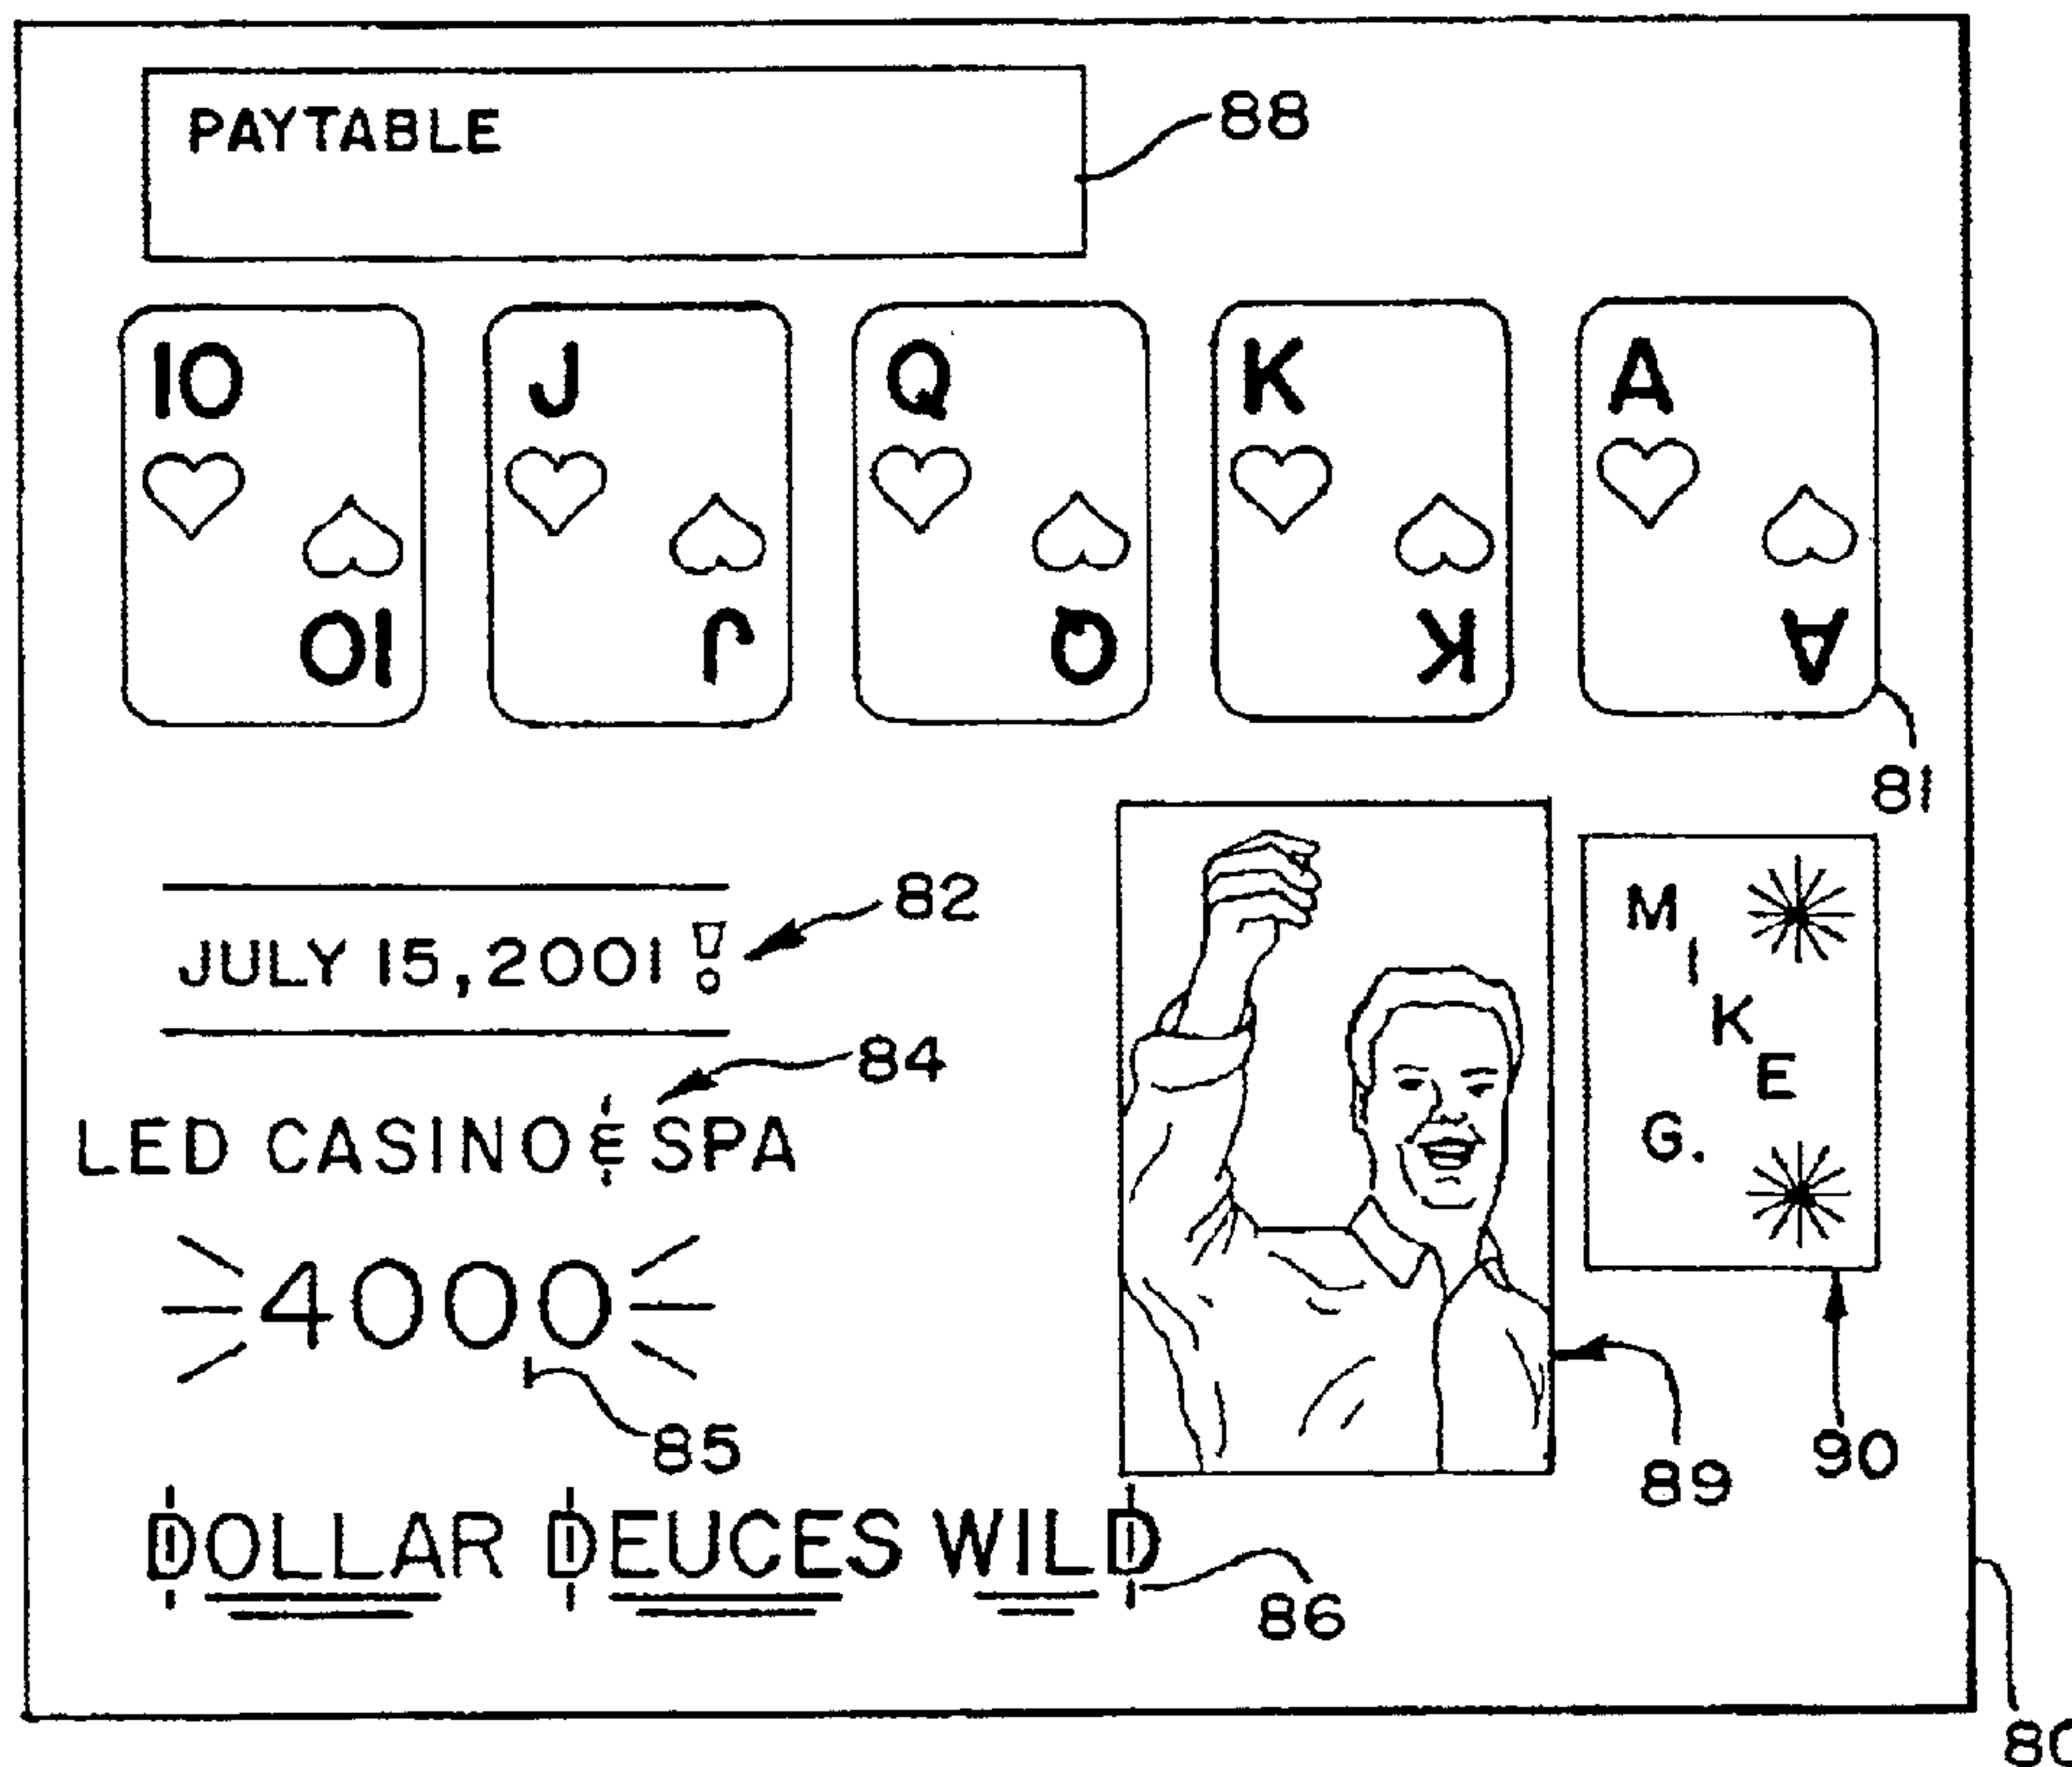 PAYTABLE
88
10 J Q K A
10 J Q K A
81
82
JULY 15, 2001!
84
LED CASINO & SPA
4000
85
M
I
K
E
G.
90
89
DOLLAR DEUCES WILD
86